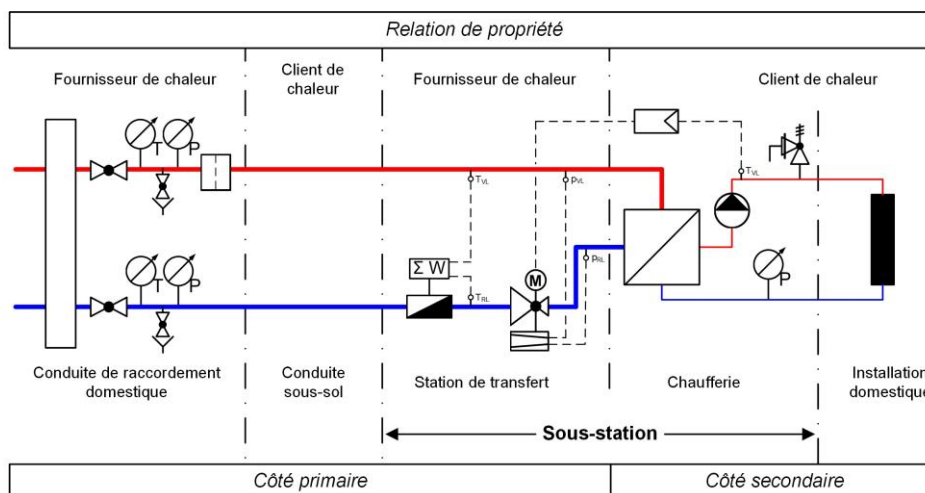 Relation de propriété
Fournisseur de chaleur
Client de
chaleur
Fournisseur de chaleur
Client de chaleur
T
P
T_VL
p_VL
T_VL
T
P
Σ W
M
p_RL
T_RL
P
Conduite de raccordement
domestique
Conduite
sous-sol
Station de transfert
Chaufferie
Installation
domestique
Sous-station
Côté primaire
Côté secondaire